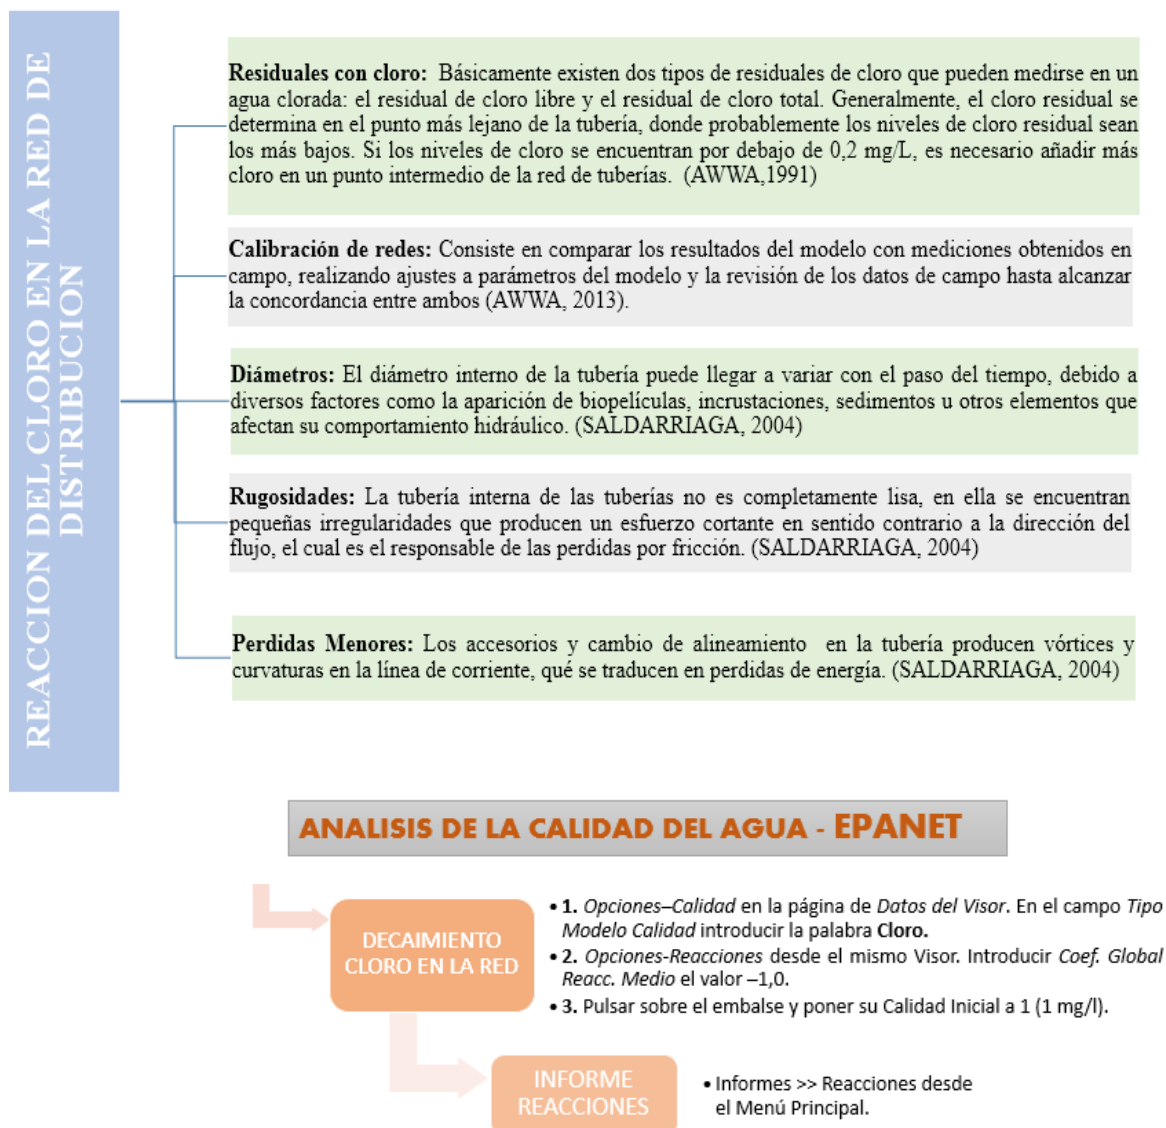 REACCION DEL CLORO EN LA RED DE
DISTRIBUCION
Residuales con cloro: Básicamente existen dos tipos de residuales de cloro que pueden medirse en un
agua clorada: el residual de cloro libre y el residual de cloro total. Generalmente, el cloro residual se
determina en el punto más lejano de la tubería, donde probablemente los niveles de cloro residual sean
los más bajos. Si los niveles de cloro se encuentran por debajo de 0,2 mg/L, es necesario añadir más
cloro en un punto intermedio de la red de tuberías. (AWWA,1991)
Calibración de redes: Consiste en comparar los resultados del modelo con mediciones obtenidos en
campo, realizando ajustes a parámetros del modelo y la revisión de los datos de campo hasta alcanzar
la concordancia entre ambos (AWWA, 2013).
Diámetros: El diámetro interno de la tubería puede llegar a variar con el paso del tiempo, debido a
diversos factores como la aparición de biopelículas, incrustaciones, sedimentos u otros elementos que
afectan su comportamiento hidráulico. (SALDARRIAGA, 2004)
Rugosidades: La tubería interna de las tuberías no es completamente lisa, en ella se encuentran
pequeñas irregularidades que producen un esfuerzo cortante en sentido contrario a la dirección del
flujo, el cual es el responsable de las perdidas por fricción. (SALDARRIAGA, 2004)
Perdidas Menores: Los accesorios y cambio de alineamiento en la tubería producen vórtices y
curvaturas en la línea de corriente, qué se traducen en perdidas de energía. (SALDARRIAGA, 2004)
ANALISIS DE LA CALIDAD DEL AGUA - EPANET
DECAIMIENTO
CLORO EN LA RED
• 1. Opciones–Calidad en la página de Datos del Visor. En el campo Tipo
Modelo Calidad introducir la palabra Cloro.
• 2. Opciones-Reacciones desde el mismo Visor. Introducir Coef. Global
Reacc. Medio el valor –1,0.
• 3. Pulsar sobre el embalse y poner su Calidad Inicial a 1 (1 mg/l).
INFORME
REACCIONES
• Informes >> Reacciones desde
el Menú Principal.